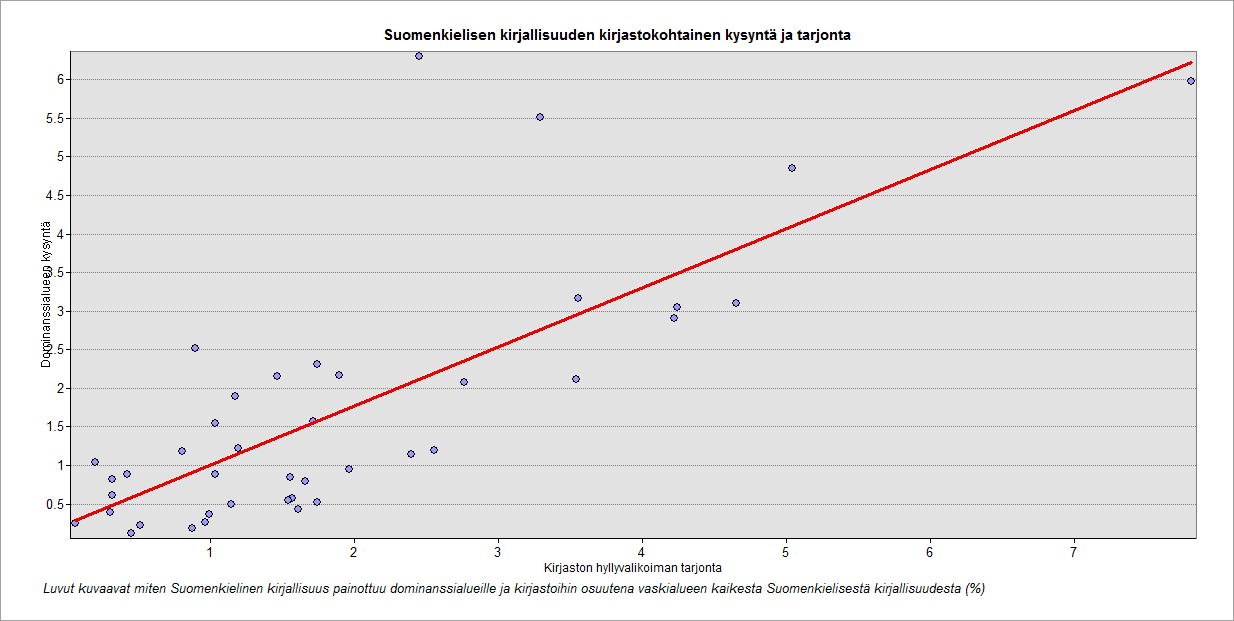 Suomenkielisen kirjallisuuden kirjastokohtainen kysyntä ja tarjonta
Dominanssialueen kysyntä
6
5.5
5
4.5
4
3.5
3
2.5
2
1.5
1
0.5
1 2 3 4 5 6 7
Kirjaston hyllyvalikoiman tarjonta
Luvut kuvaavat miten Suomenkielinen kirjallisuus painottuu dominanssialueille ja kirjastoihin osuutena vaskialueen kaikesta Suomenkielisestä kirjallisuudesta (%)